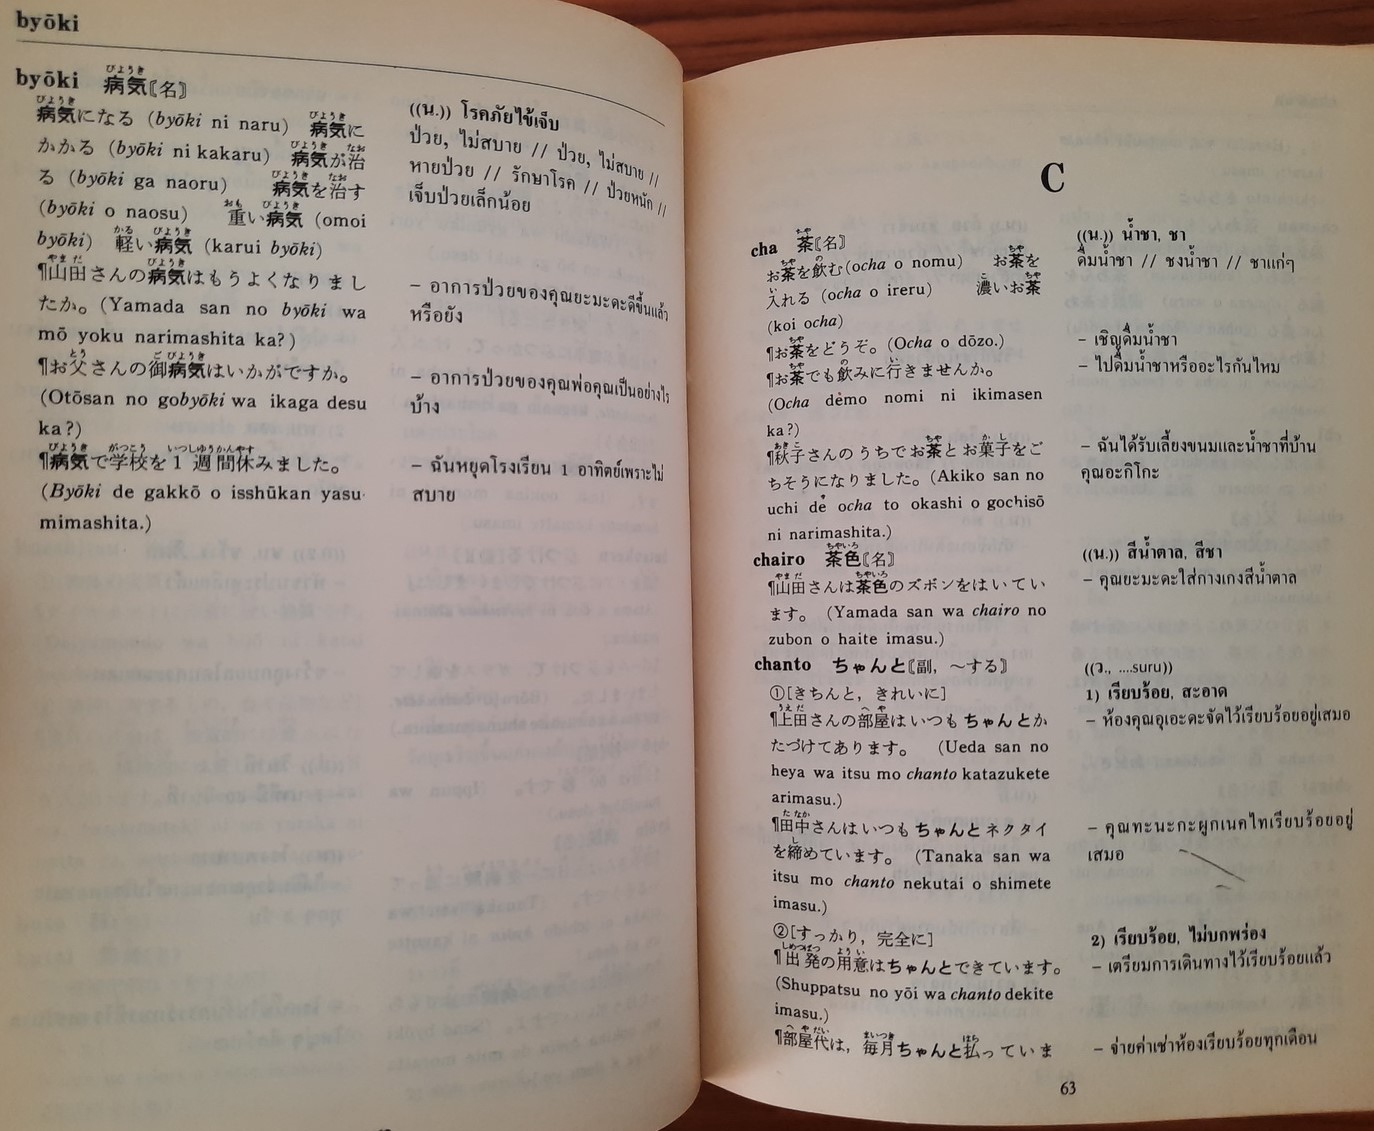 byōki
byōki 病気〘名〙
病気になる (byōki ni naru) 病気に
かかる (byōki ni kakaru) 病気が治
る (byōki ga naoru) 病気を治す
(byōki o naosu) 重い病気 (omoi
byōki) 軽い病気 (karui byōki)
¶山田さんの病気はもうよくなりまし
たか。(Yamada san no byōki wa
mō yoku narimashita ka?)
¶お父さんの御病気はいかがですか。
(Otōsan no gobyōki wa ikaga desu
ka?)
¶病気で学校を1週間休みました。
(Byōki de gakkō o isshūkan yasu-
mimashita.)
((น.)) โรคภัยไข้เจ็บ
ป่วย, ไม่สบาย // ป่วย, ไม่สบาย //
หายป่วย // รักษาโรค // ป่วยหนัก //
เจ็บป่วยเล็กน้อย
– อาการป่วยของคุณยะมะดะดีขึ้นแล้ว
หรือยัง
– อาการป่วยของคุณพ่อคุณเป็นอย่างไร
บ้าง
– ฉันหยุดโรงเรียน 1 อาทิตย์เพราะไม่
สบาย
C
cha 茶〘名〙
お茶を飲む(ocha o nomu) お茶を
入れる (ocha o ireru) 濃いお茶
(koi ocha)
¶お茶をどうぞ。(Ocha o dōzo.)
¶お茶でも飲みに行きませんか。
(Ocha demo nomi ni ikimasen
ka?)
¶秋子さんのうちでお茶とお菓子をご
ちそうになりました。(Akiko san no
uchi de ocha to okashi o gochisō
ni narimashita.)
chairo 茶色〘名〙
¶山田さんは茶色のズボンをはいてい
ます。 (Yamada san wa chairo no
zubon o haite imasu.)
chanto ちゃんと〘副, 〜する〙
①[きちんと, きれいに]
¶上田さんの部屋はいつもちゃんとか
たづけてあります。 (Ueda san no
heya wa itsu mo chanto katazukete
arimasu.)
¶田中さんはいつもちゃんとネクタイ
を締めています。 (Tanaka san wa
itsu mo chanto nekutai o shimete
imasu.)
②[すっかり, 完全に]
¶出発の用意はちゃんとできています。
(Shuppatsu no yōi wa chanto dekite
imasu.)
¶部屋代は, 毎月ちゃんと払っていま
((น.)) น้ำชา, ชา
ดื่มน้ำชา // ชงน้ำชา // ชาแก่ๆ
– เชิญดื่มน้ำชา
– ไปดื่มน้ำชาหรืออะไรกันไหม
– ฉันได้รับเลี้ยงขนมและน้ำชาที่บ้าน
คุณอะกิโกะ
((น.)) สีน้ำตาล, สีชา
– คุณยะมะดะใส่กางเกงสีน้ำตาล
((ว., ....suru))
1) เรียบร้อย, สะอาด
– ห้องคุณอุเอะดะจัดไว้เรียบร้อยอยู่เสมอ
– คุณทะนะกะผูกเนคไทเรียบร้อยอยู่
เสมอ
2) เรียบร้อย, ไม่บกพร่อง
– เตรียมการเดินทางไว้เรียบร้อยแล้ว
– จ่ายค่าเช่าห้องเรียบร้อยทุกเดือน
63